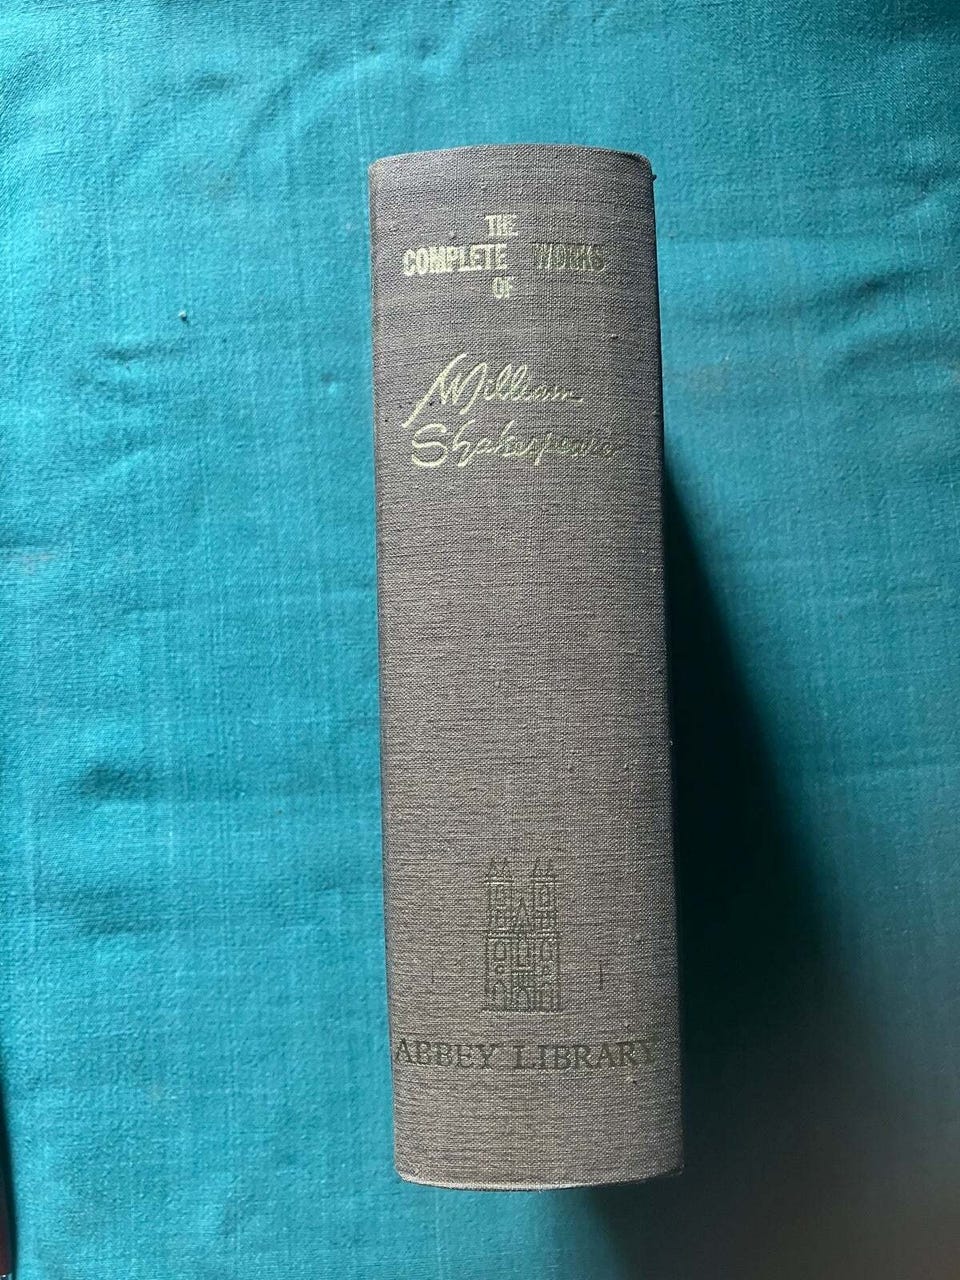 THE
COMPLETE WORKS
OF
William
Shakespeare
ABBEY LIBRARY